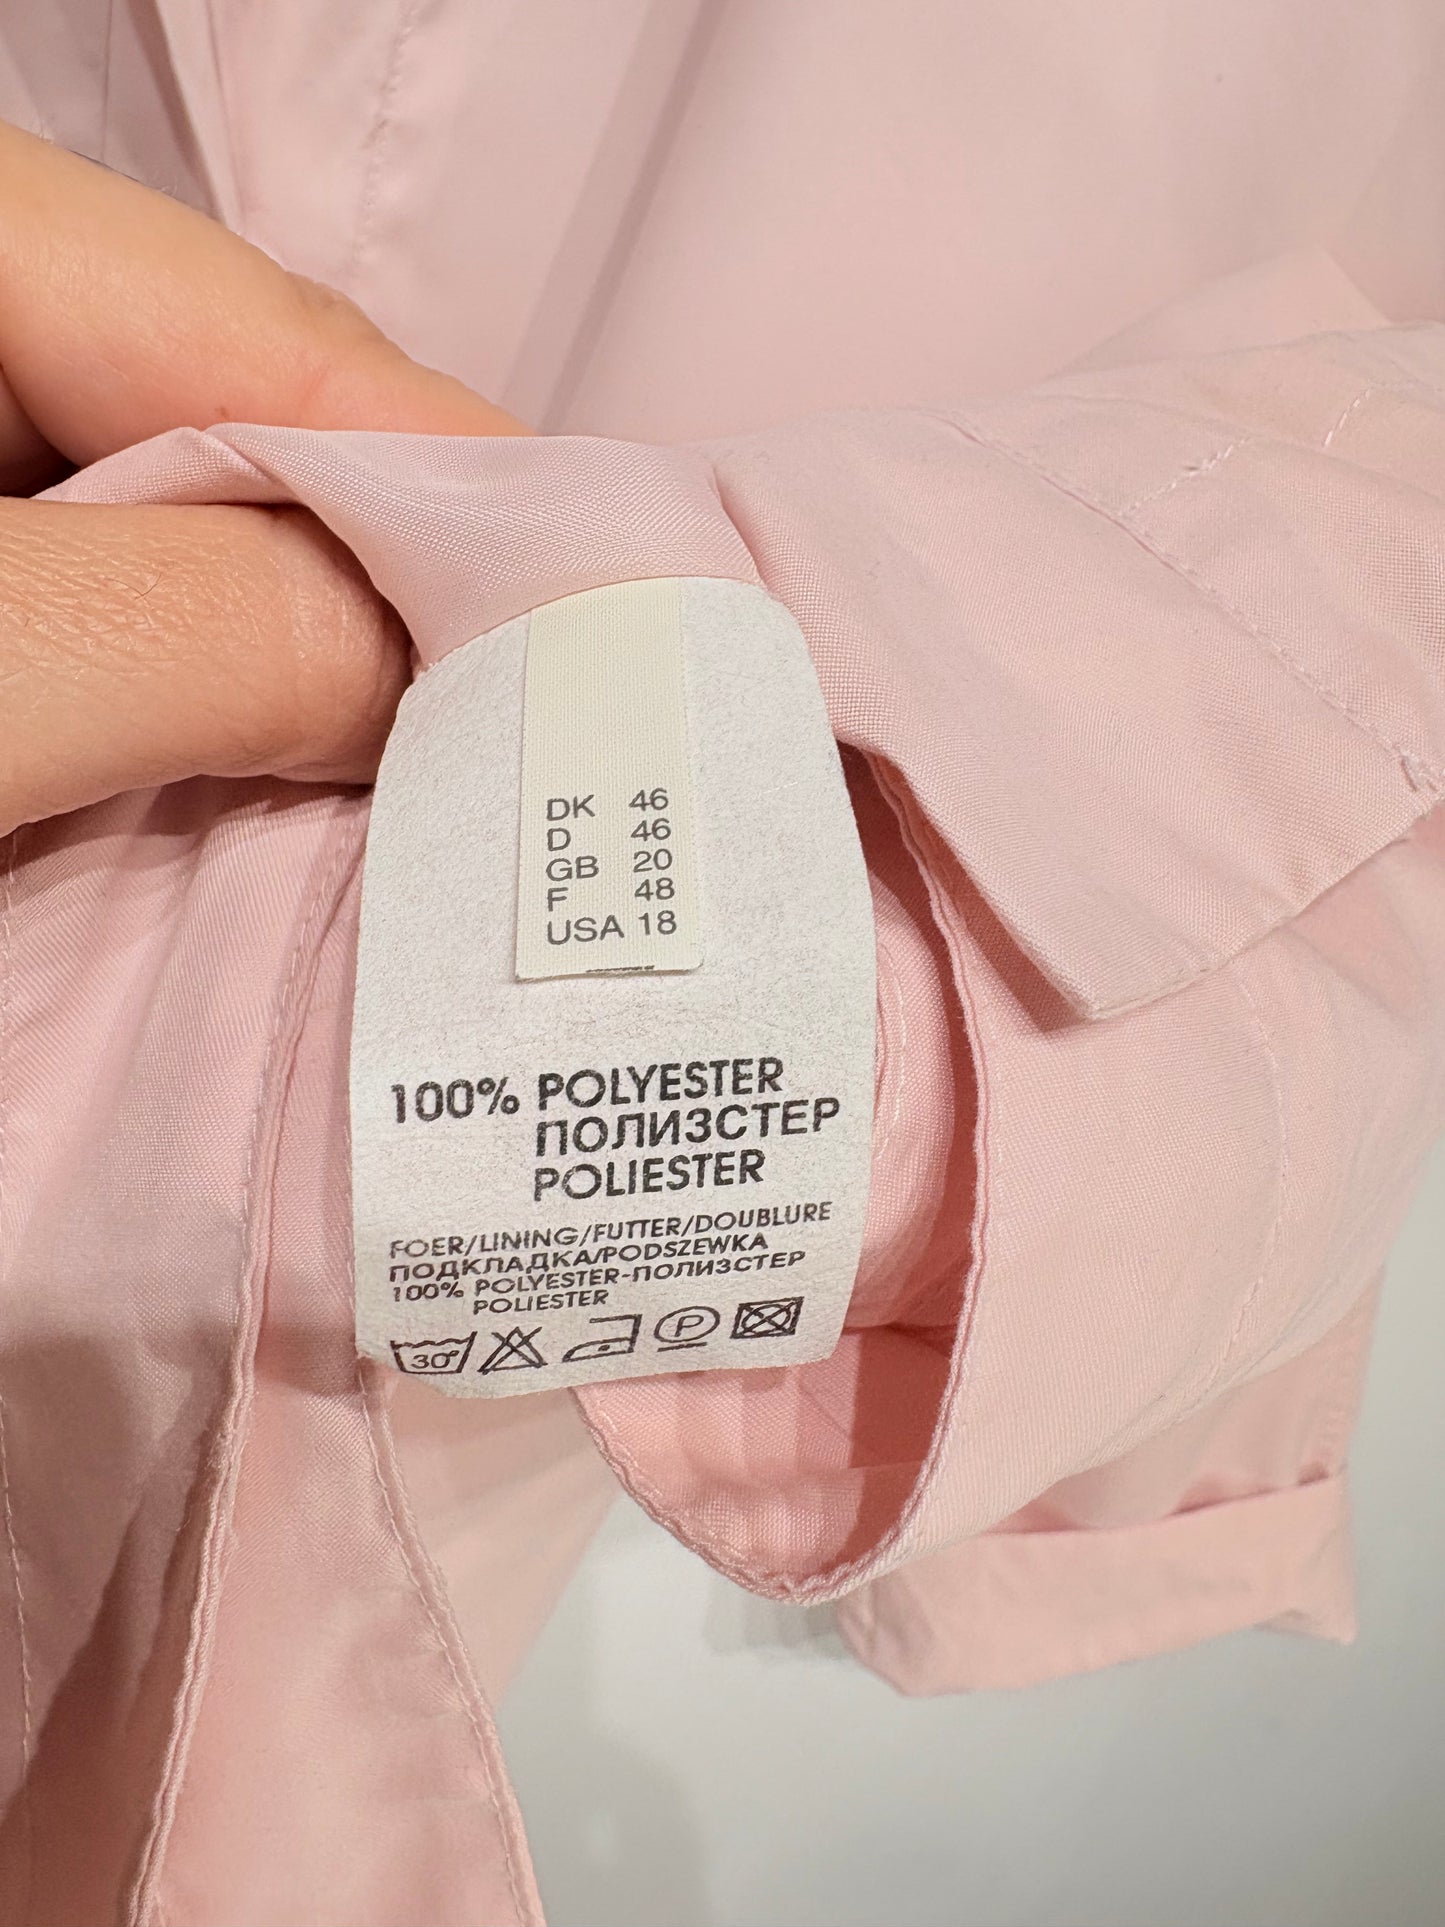 DK 46
D 46
GB 20
F 48
USA 18
100% POLYESTER
ПОЛИЗСТЕР
POLIESTER
FOER/LINING/FUTTER/DOUBLURE
ПОДКЛАДКА/PODSZEWKA
100% POLYESTER-ПОЛИЗСТЕР
POLIESTER
30° P